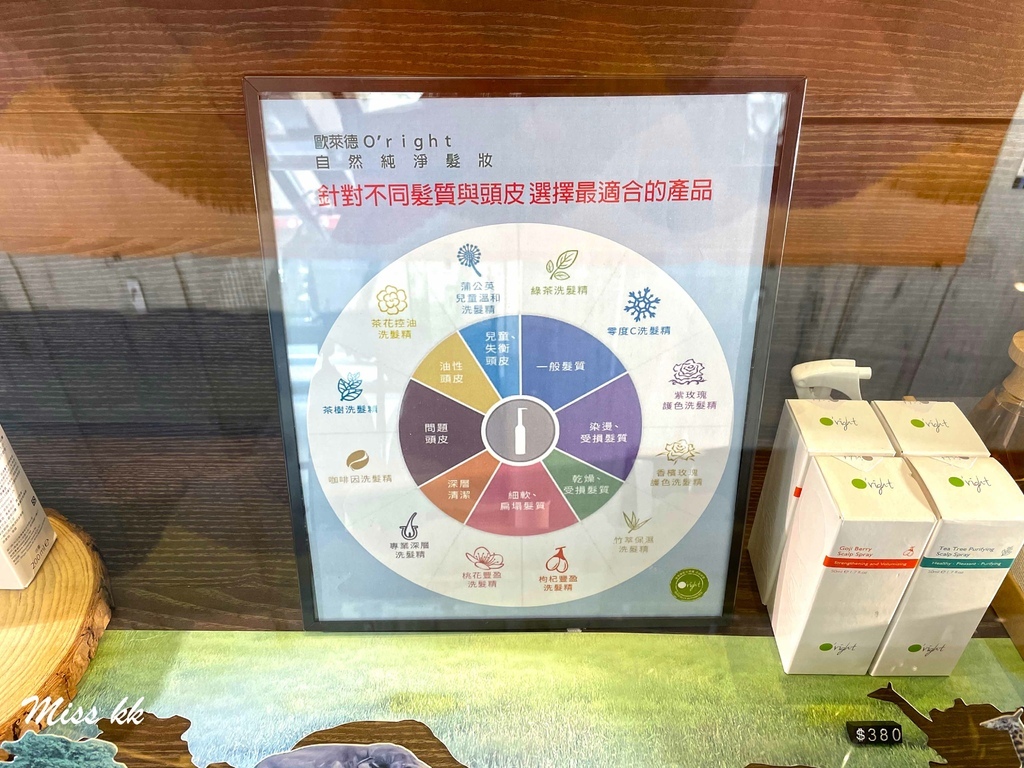 歐萊德 O'right
自然純淨髮妝
針對不同髮質與頭皮 選擇最適合的產品
蒲公英
兒童溫和
洗髮精
綠茶洗髮精
零度C洗髮精
紫玫瑰
護色洗髮精
香檳玫瑰
護色洗髮精
竹萃保濕
洗髮精
枸杞豐盈
洗髮精
桃花豐盈
洗髮精
專業深層
洗髮精
咖啡因洗髮精
茶樹洗髮精
茶花控油
洗髮精
兒童、
失衡
頭皮
一般髮質
染燙、
受損髮質
乾燥、
受損髮質
細軟、
扁塌髮質
深層
清潔
問題
頭皮
油性
頭皮
O'right
O'right
O'right
O'right
O'right
Goji Berry
Scalp Spray
Strengthening and Volumizing
O'right
Tea Tree Purifying
Scalp Spray
Healthy · Pleasant · Purifying
O'right
$380
Miss kk